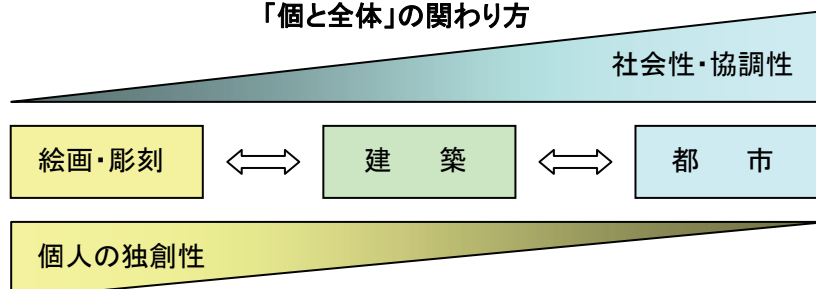 「個と全体」の関わり方
社会性・協調性
絵画・彫刻
建　築
都　市
個人の独創性